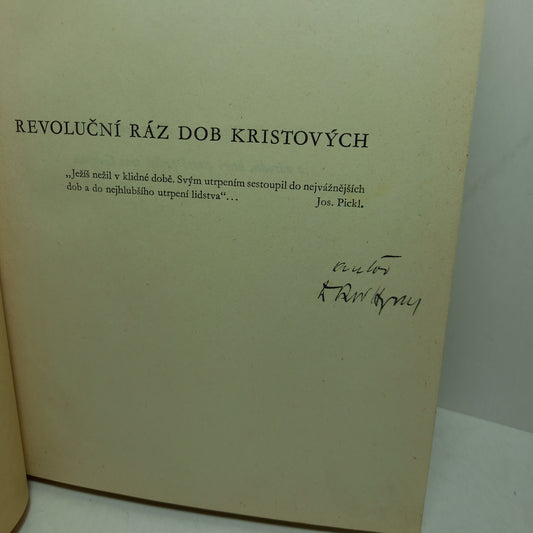 REVOLUČNÍ RÁZ DOB KRISTOVÝCH
„Ježíš nežil v klidné době. Svým utrpením sestoupil do nejvážnějších
dob a do nejhlubšího utrpení lidstva“... Jos. Pickl.
autor